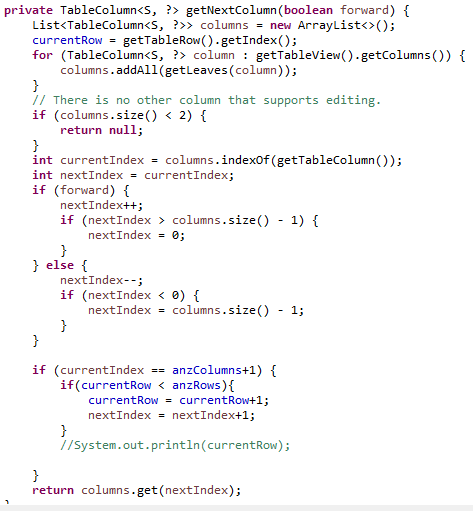 private TableColumn<S, ?> getNextColumn(boolean forward) {
List<TableColumn<S, ?>> columns = new ArrayList<>();
currentRow = getTableRow().getIndex();
for (TableColumn<S, ?> column : getTableView().getColumns()) {
columns.addAll(getLeaves(column));
}
// There is no other column that supports editing.
if (columns.size() < 2) {
return null;
}
int currentIndex = columns.indexOf(getTableColumn());
int nextIndex = currentIndex;
if (forward) {
nextIndex++;
if (nextIndex > columns.size() - 1) {
nextIndex = 0;
}
} else {
nextIndex--;
if (nextIndex < 0) {
nextIndex = columns.size() - 1;
}
}
if (currentIndex == anzColumns+1) {
if(currentRow < anzRows){
currentRow = currentRow+1;
nextIndex = nextIndex+1;
}
//System.out.println(currentRow);
}
return columns.get(nextIndex);